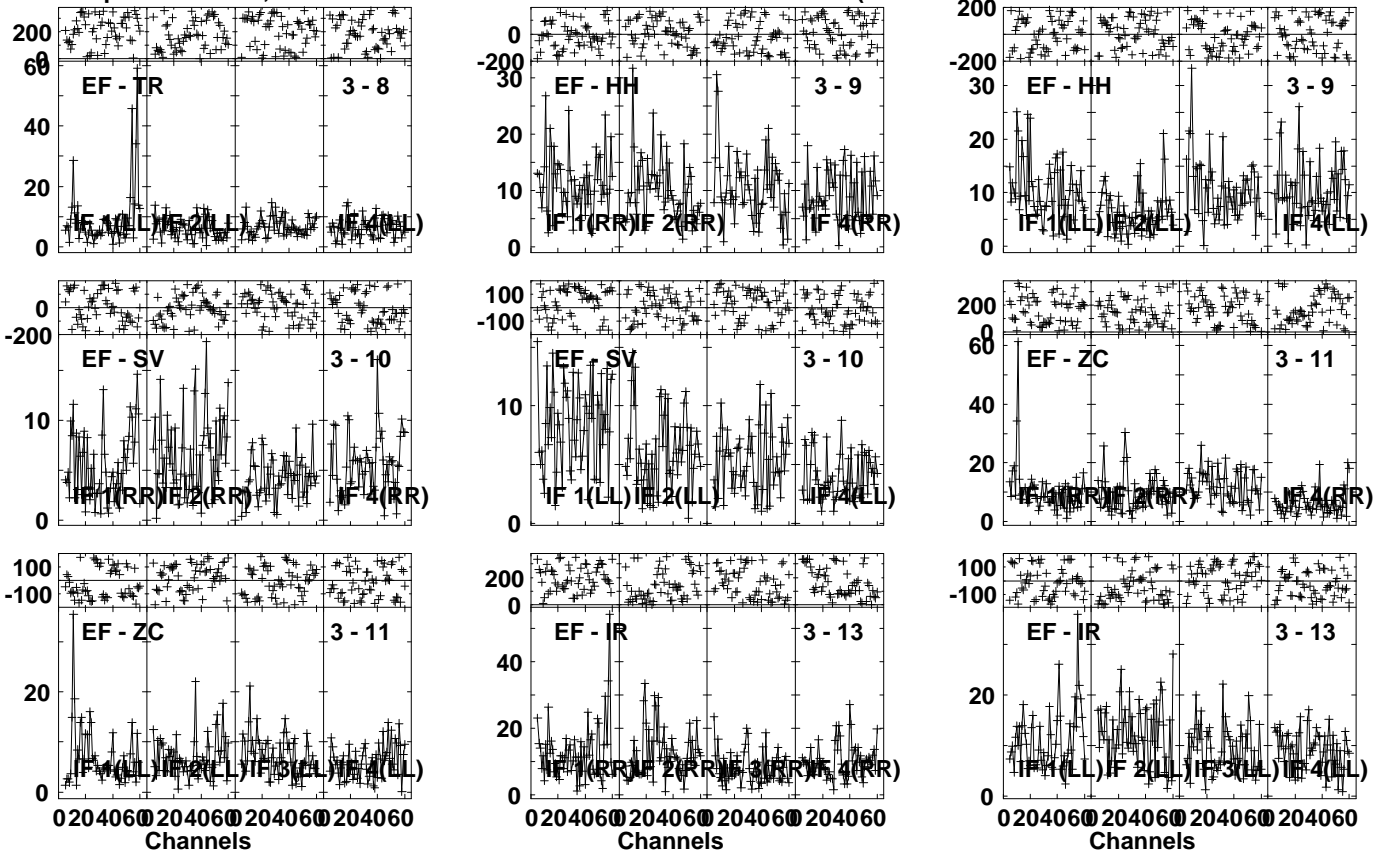 200
0
60
EF - TR
3 - 8
40
20
0
IF 1(LL)
IF 2(LL)
IF 4(LL)
0
-200
30
EF - HH
3 - 9
20
10
0
IF 1(RR)
IF 2(RR)
IF 4(RR)
200
0
-200
30
EF - HH
3 - 9
20
10
0
IF 1(LL)
IF 2(LL)
IF 4(LL)
0
-200
EF - SV
3 - 10
10
0
IF 1(RR)
IF 2(RR)
IF 4(RR)
100
-100
EF - SV
3 - 10
10
0
IF 1(LL)
IF 2(LL)
IF 4(LL)
200
0
60
EF - ZC
3 - 11
40
20
0
IF 1(RR)
IF 2(RR)
IF 4(RR)
100
-100
EF - ZC
3 - 11
20
0
IF 1(LL)
IF 2(LL)
IF 3(LL)
IF 4(LL)
0 20 40 60 0 20 40 60 0 20 40 60 0 20 40 60
Channels
200
0
EF - IR
3 - 13
40
20
0
IF 1(RR)
IF 2(RR)
IF 3(RR)
IF 4(RR)
0 20 40 60 0 20 40 60 0 20 40 60 0 20 40 60
Channels
100
-100
EF - IR
3 - 13
20
0
IF 1(LL)
IF 2(LL)
IF 3(LL)
IF 4(LL)
0 20 40 60 0 20 40 60 0 20 40 60 0 20 40 60
Channels